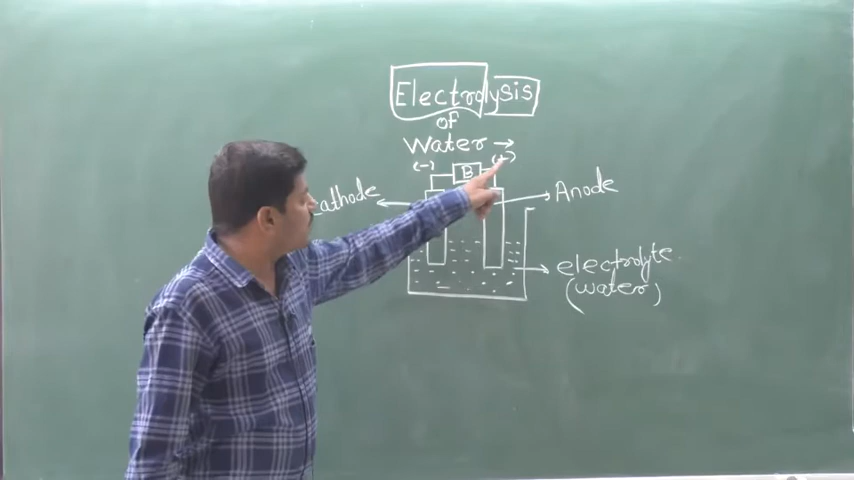 Electrolysis
of
Water →
(-) B (+)
Cathode
Anode
electrolyte
(water)